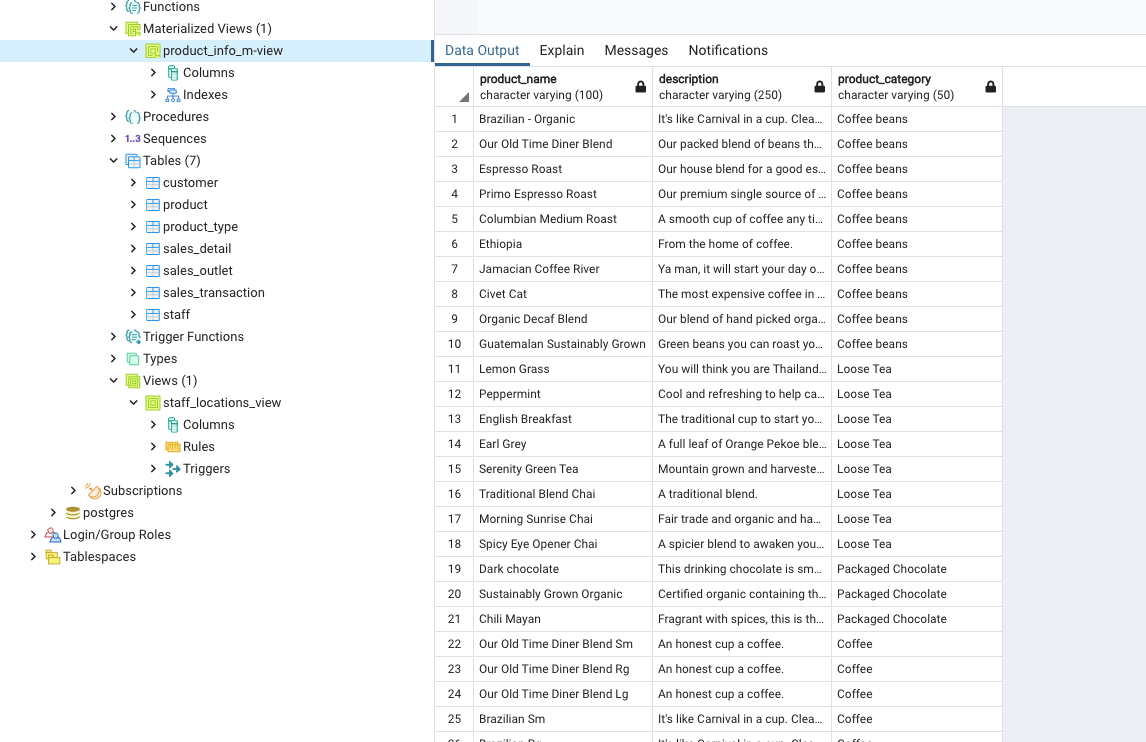 Functions
Materialized Views (1)
product_info_m-view
Columns
Indexes
Procedures
1..3 Sequences
Tables (7)
customer
product
product_type
sales_detail
sales_outlet
sales_transaction
staff
Trigger Functions
Types
Views (1)
staff_locations_view
Columns
Rules
Triggers
Subscriptions
postgres
Login/Group Roles
Tablespaces
Data Output Explain Messages Notifications
product_name description product_category
character varying (100) character varying (250) character varying (50)
1 Brazilian - Organic It's like Carnival in a cup. Clea... Coffee beans
2 Our Old Time Diner Blend Our packed blend of beans th... Coffee beans
3 Espresso Roast Our house blend for a good es... Coffee beans
4 Primo Espresso Roast Our premium single source of ... Coffee beans
5 Columbian Medium Roast A smooth cup of coffee any ti... Coffee beans
6 Ethiopia From the home of coffee. Coffee beans
7 Jamacian Coffee River Ya man, it will start your day o... Coffee beans
8 Civet Cat The most expensive coffee in ... Coffee beans
9 Organic Decaf Blend Our blend of hand picked orga... Coffee beans
10 Guatemalan Sustainably Grown Green beans you can roast yo... Coffee beans
11 Lemon Grass You will think you are Thailand... Loose Tea
12 Peppermint Cool and refreshing to help ca... Loose Tea
13 English Breakfast The traditional cup to start yo... Loose Tea
14 Earl Grey A full leaf of Orange Pekoe ble... Loose Tea
15 Serenity Green Tea Mountain grown and harveste... Loose Tea
16 Traditional Blend Chai A traditional blend. Loose Tea
17 Morning Sunrise Chai Fair trade and organic and ha... Loose Tea
18 Spicy Eye Opener Chai A spicier blend to awaken you... Loose Tea
19 Dark chocolate This drinking chocolate is sm... Packaged Chocolate
20 Sustainably Grown Organic Certified organic containing th... Packaged Chocolate
21 Chili Mayan Fragrant with spices, this is th... Packaged Chocolate
22 Our Old Time Diner Blend Sm An honest cup a coffee. Coffee
23 Our Old Time Diner Blend Rg An honest cup a coffee. Coffee
24 Our Old Time Diner Blend Lg An honest cup a coffee. Coffee
25 Brazilian Sm It's like Carnival in a cup. Clea... Coffee